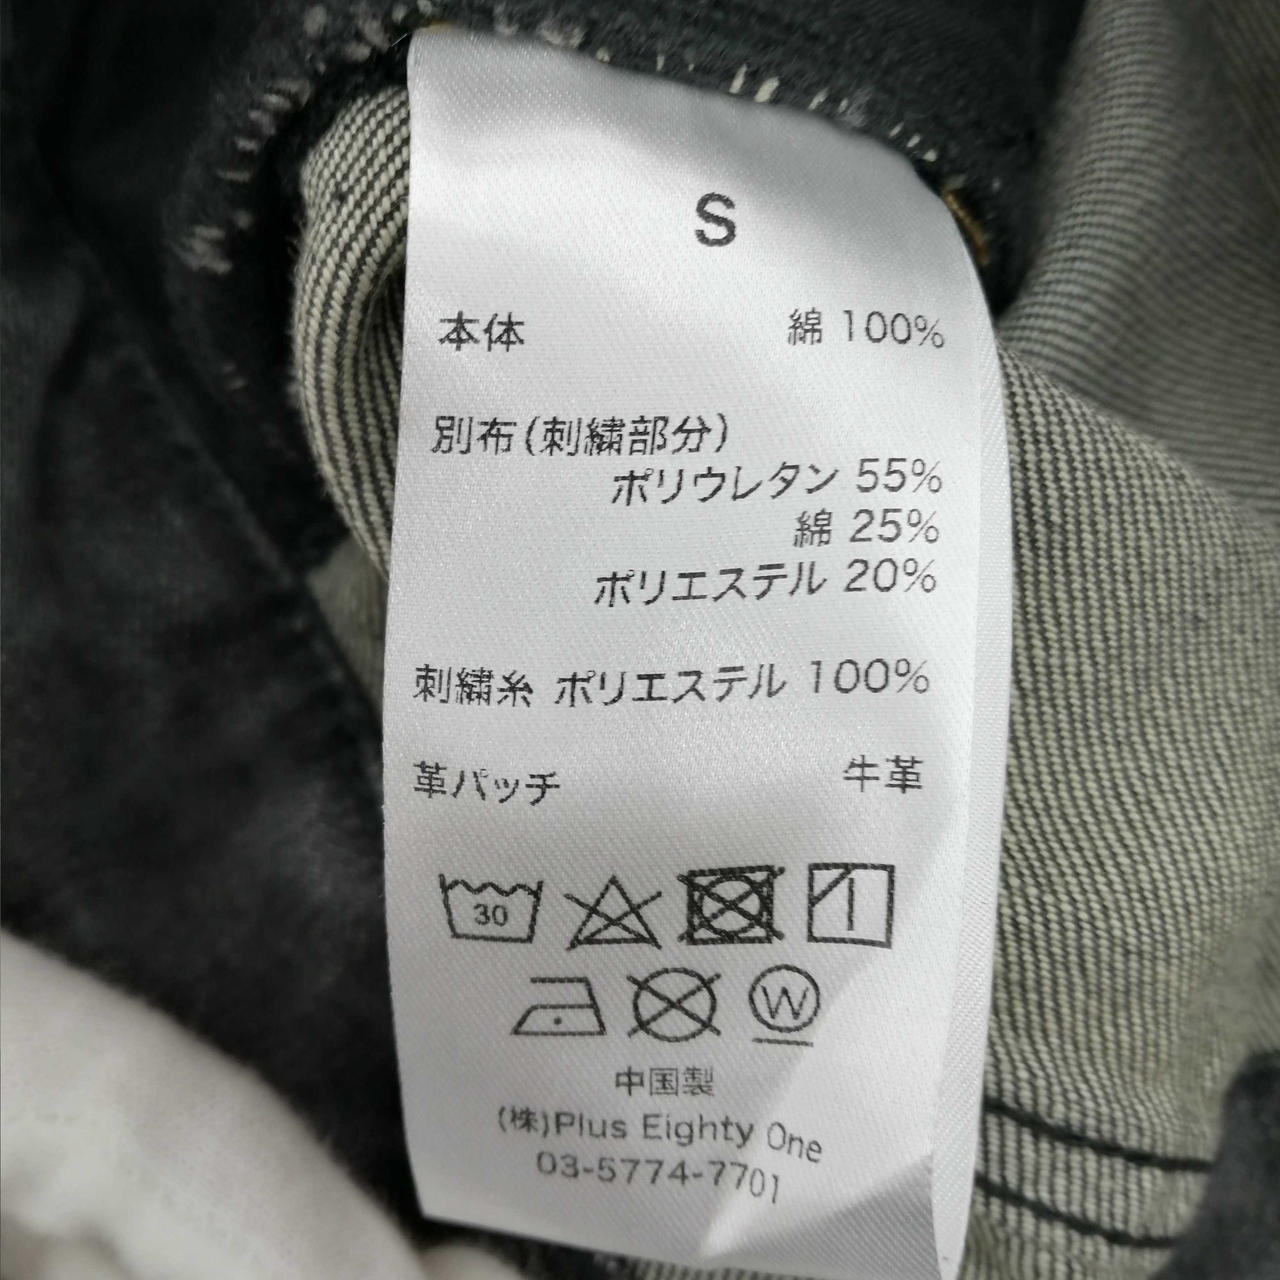 S
本体 綿 100%
別布(刺繍部分)
ポリウレタン 55%
綿 25%
ポリエステル 20%
刺繍糸 ポリエステル 100%
革パッチ 牛革
30
W
中国製
(株)Plus Eighty One
03-5774-7701